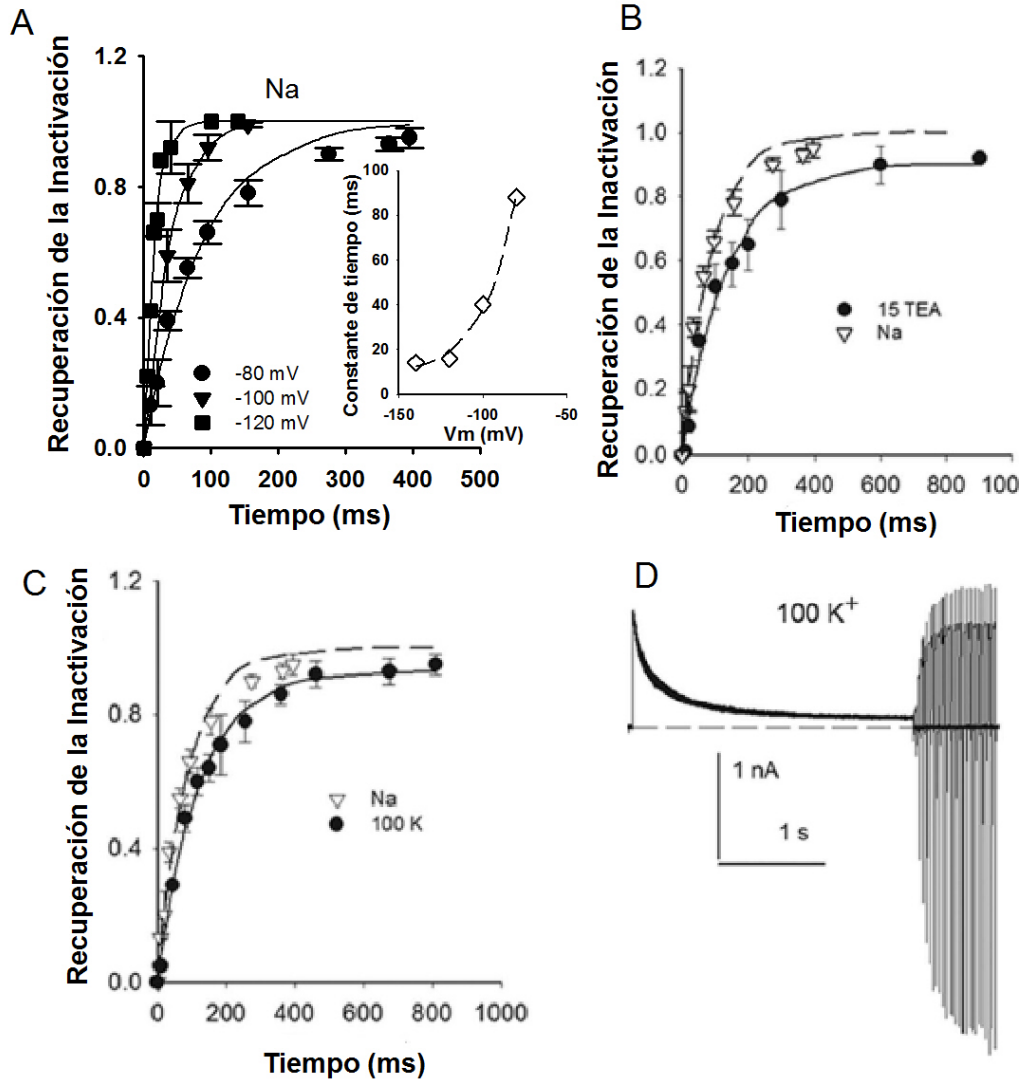 A
Recuperación de la Inactivación
1.2
0.8
0.4
0.0
Na
-80 mV
-100 mV
-120 mV
0
100
200
300
400
500
Tiempo (ms)
Constante de tiempo (ms)
100
80
60
40
20
0
-150
-100
-50
Vm (mV)
B
Recuperación de la Inactivación
1.2
1.0
0.8
0.6
0.4
0.2
0.0
15 TEA
Na
0
200
400
600
800
100
Tiempo (ms)
C
Recuperación de la Inactivación
1.2
0.8
0.4
0.0
Na
100 K
0
200
400
600
800
1000
Tiempo (ms)
D
100 K+
1 nA
1 s